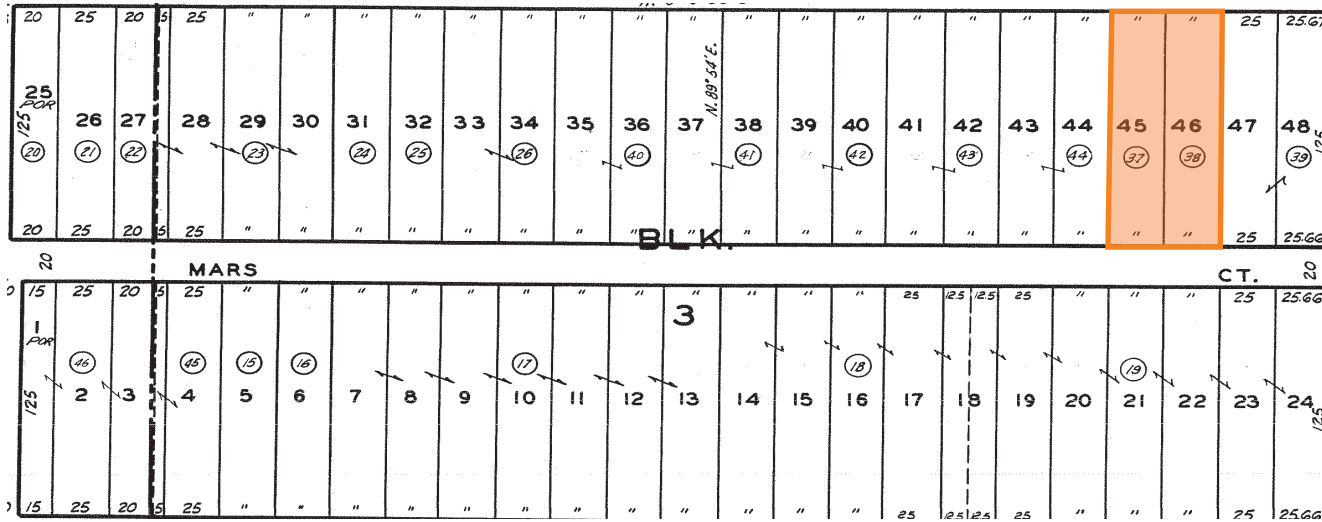 20 25 20 5 25 " " " " " " " " " " " " " " " " " " 25 25.67
N. 89° 54' E.
25 POR 26 27 28 29 30 31 32 33 34 35 36 37 38 39 40 41 42 43 44 45 46 47 48
125 125
20 21 22 23 24 25 26 40 41 42 43 44 37 38 39
20 25 20 5 25 " " " " " " " " " " " " " " " " " 25 25.66
BLK.
20 MARS CT. 20
15 25 20 5 25 " " " " " " " " " " " " 25 12.5 12.5 25 " " " 25 25.66
3
1 POR
46 45 15 16 17 18 19
125 2 3 4 5 6 7 8 9 10 11 12 13 14 15 16 17 18 19 20 21 22 23 24 125
15 25 20 5 25 " " " " " " " " " " " " 25 12.5 12.5 25 " " " 25 25.66